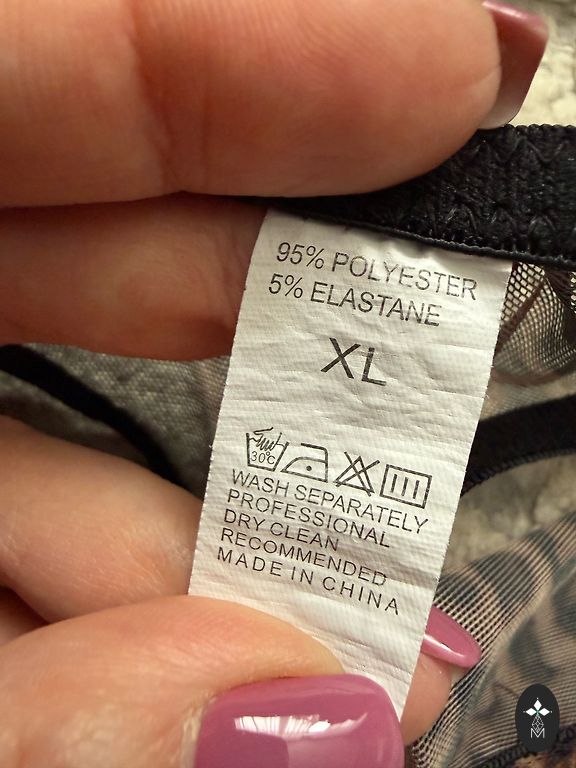 95% POLYESTER
5% ELASTANE
XL
30°C
WASH SEPARATELY
PROFESSIONAL
DRY CLEAN
RECOMMENDED
MADE IN CHINA
M